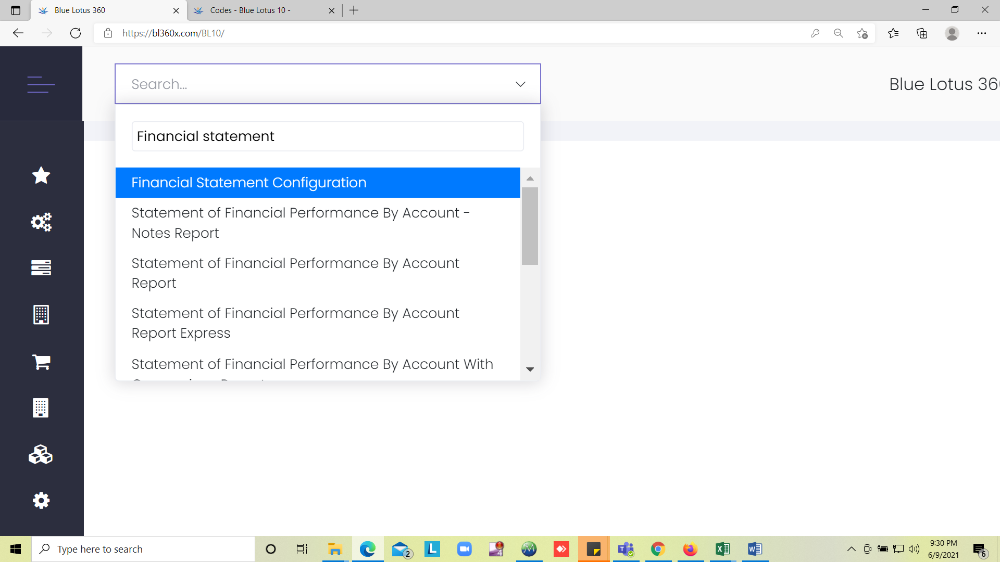 Blue Lotus 360
Codes - Blue Lotus 10 -
https://bl360x.com/BL10/
Search...
Blue Lotus 36
Financial statement
Financial Statement Configuration
Statement of Financial Performance By Account -
Notes Report
Statement of Financial Performance By Account
Report
Statement of Financial Performance By Account
Report Express
Statement of Financial Performance By Account With
Type here to search
2
L
4
9:30 PM
6/9/2021
6